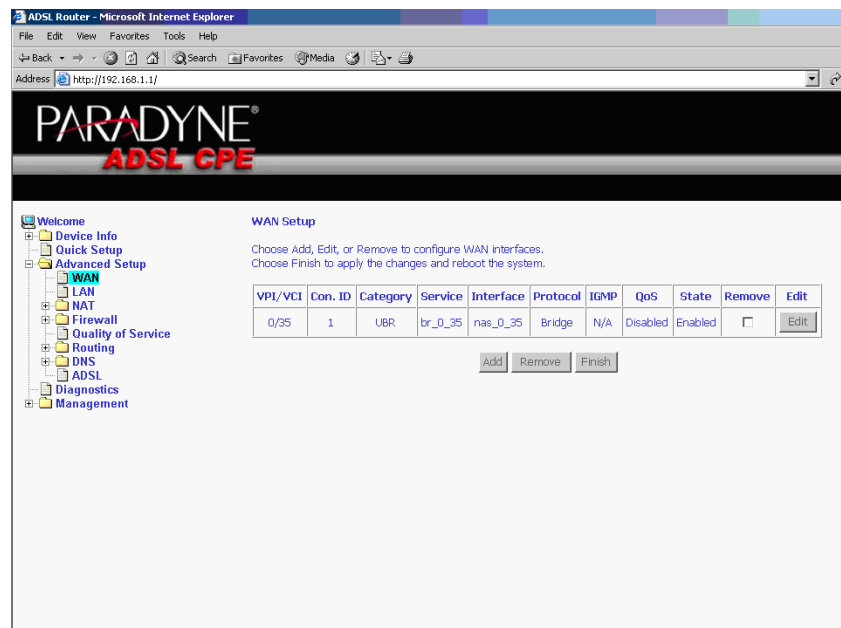 ADSL Router - Microsoft Internet Explorer
File Edit View Favorites Tools Help
Back Search Favorites Media
Address http://192.168.1.1/
PARADYNE®
ADSL CPE
Welcome
Device Info
Quick Setup
Advanced Setup
WAN
LAN
NAT
Firewall
Quality of Service
Routing
DNS
ADSL
Diagnostics
Management
WAN Setup
Choose Add, Edit, or Remove to configure WAN interfaces.
Choose Finish to apply the changes and reboot the system.
VPI/VCI Con. ID Category Service Interface Protocol IGMP QoS State Remove Edit
0/35 1 UBR br_0_35 nas_0_35 Bridge N/A Disabled Enabled Edit
Add Remove Finish